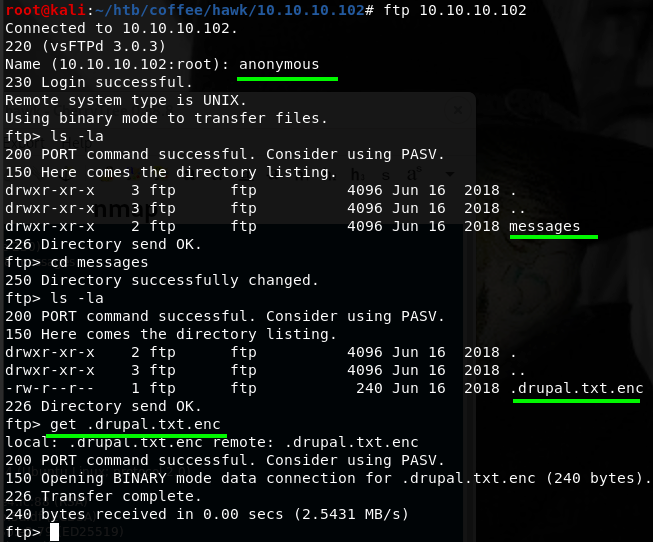 root@kali:~/htb/coffee/hawk/10.10.10.102# ftp 10.10.10.102
Connected to 10.10.10.102.
220 (vsFTPd 3.0.3)
Name (10.10.10.102:root): anonymous
230 Login successful.
Remote system type is UNIX.
Using binary mode to transfer files.
ftp> ls -la
200 PORT command successful. Consider using PASV.
150 Here comes the directory listing.
drwxr-xr-x    3 ftp      ftp          4096 Jun 16  2018 .
drwxr-xr-x    3 ftp      ftp          4096 Jun 16  2018 ..
drwxr-xr-x    2 ftp      ftp          4096 Jun 16  2018 messages
226 Directory send OK.
ftp> cd messages
250 Directory successfully changed.
ftp> ls -la
200 PORT command successful. Consider using PASV.
150 Here comes the directory listing.
drwxr-xr-x    2 ftp      ftp          4096 Jun 16  2018 .
drwxr-xr-x    3 ftp      ftp          4096 Jun 16  2018 ..
-rw-r--r--    1 ftp      ftp           240 Jun 16  2018 .drupal.txt.enc
226 Directory send OK.
ftp> get .drupal.txt.enc
local: .drupal.txt.enc remote: .drupal.txt.enc
200 PORT command successful. Consider using PASV.
150 Opening BINARY mode data connection for .drupal.txt.enc (240 bytes).
226 Transfer complete.
240 bytes received in 0.00 secs (2.5431 MB/s)
ftp>